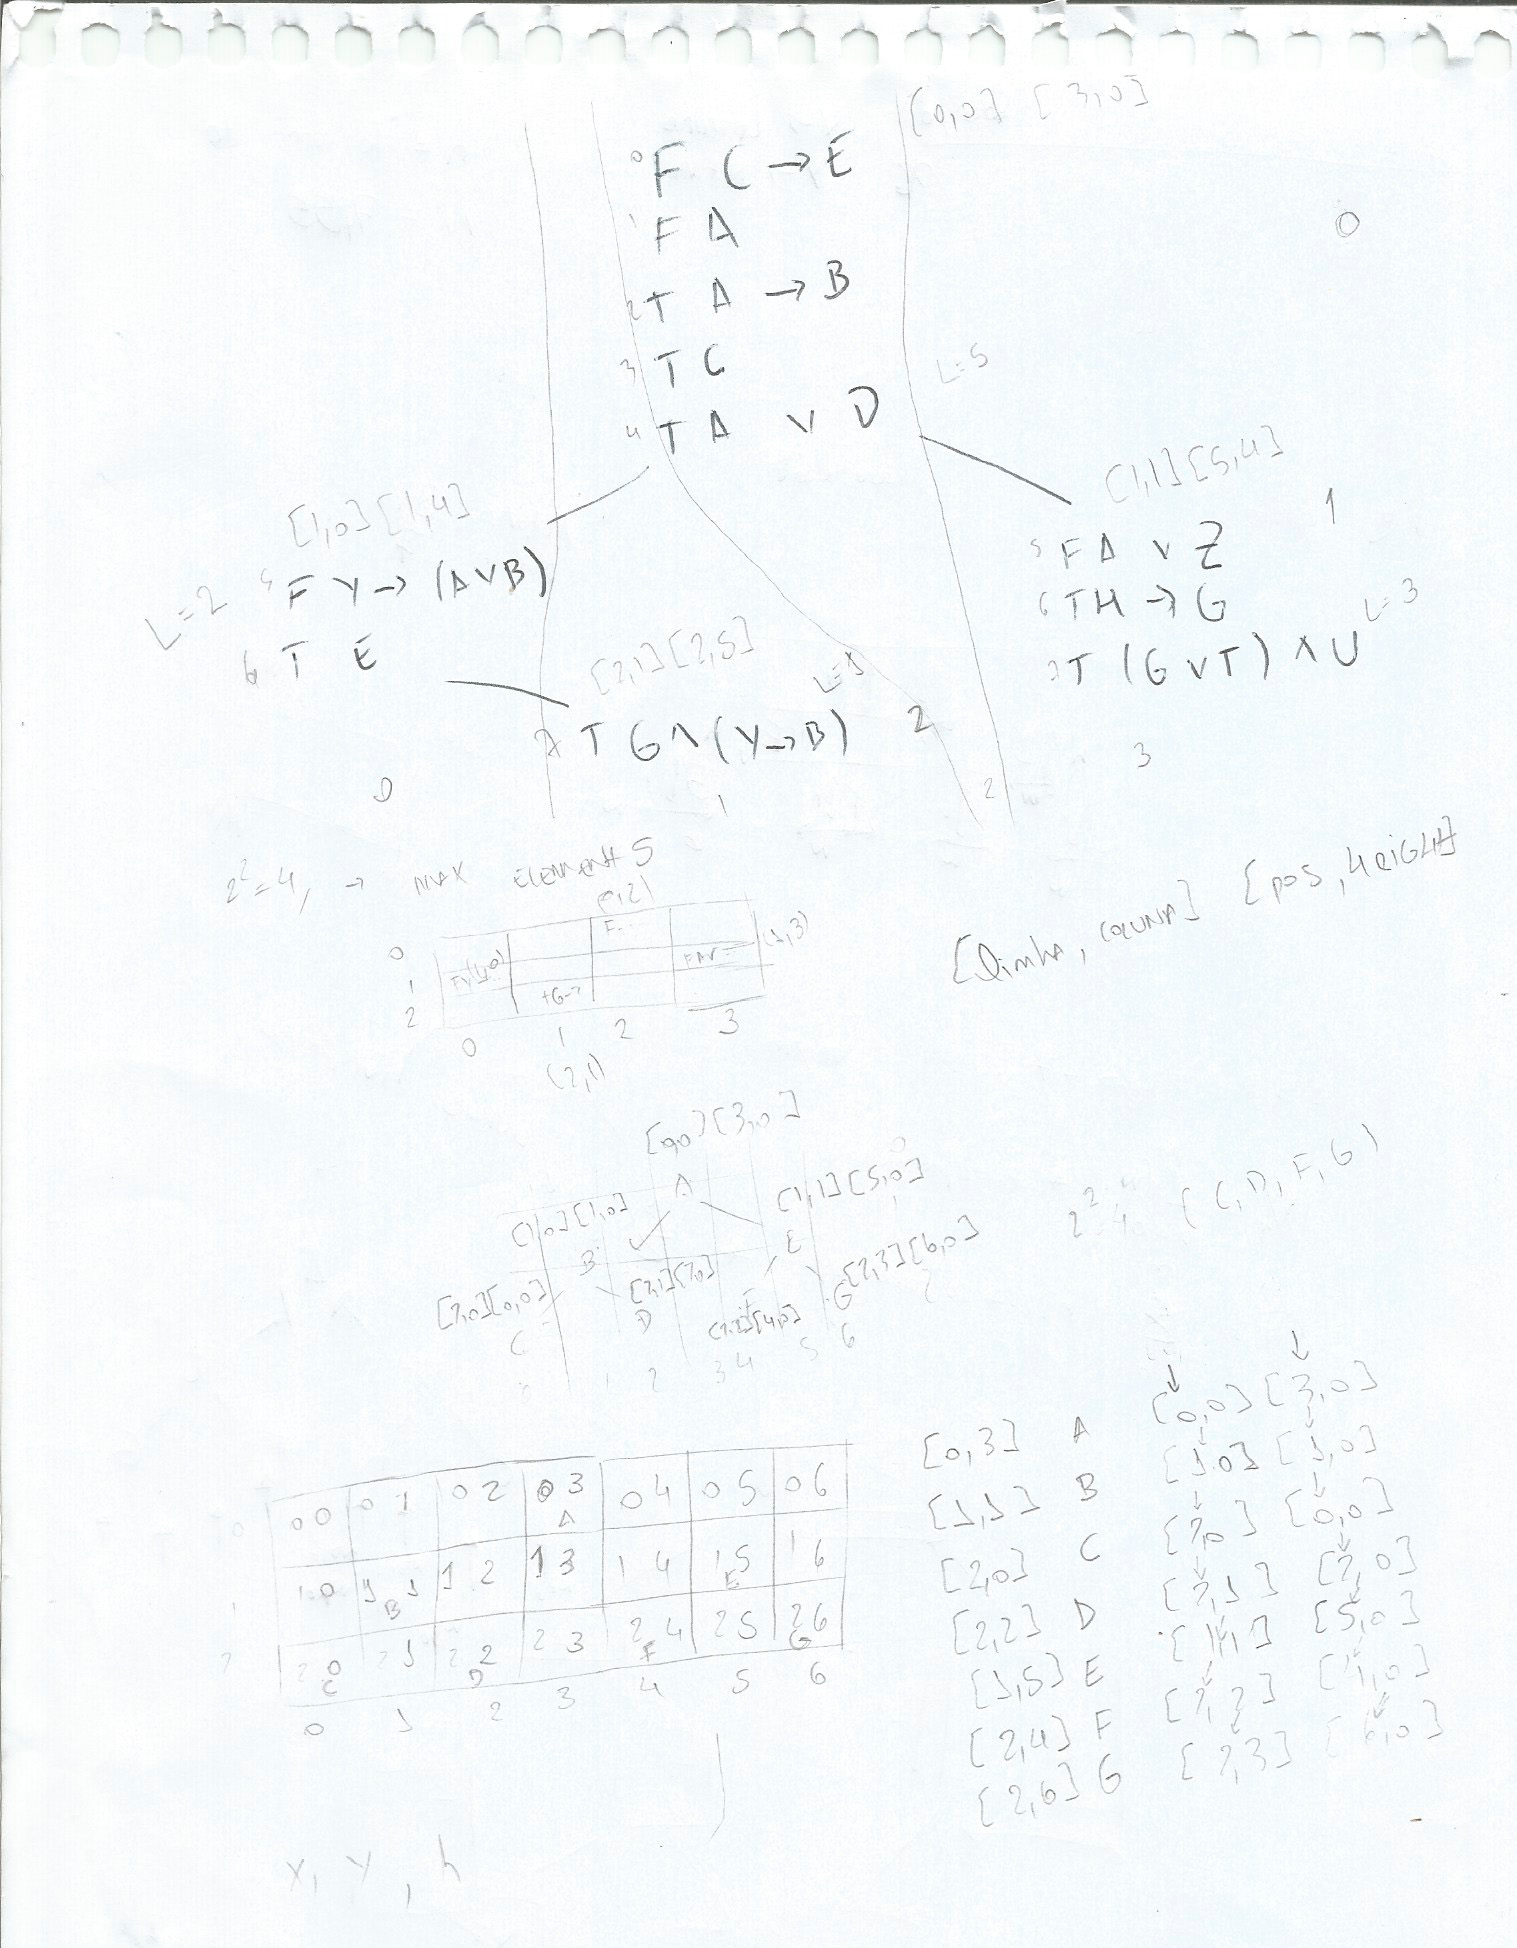 [0,0] [3,0]
0 F C → E
1 F A
0
2 T A → B
3 T C
L=5
4 T A ∨ D
[1,1][5,4]
[1,0][1,4]
1
5 F A ∨ Z
L=2
5 F Y → (A∨B)
6 T H → G
L=3
6 T E
T (G ∨ T) ∧ U
[2,1][2,5]
L=1
7 T G ∧ (Y→B)
2
3
0
1
2
2²=4, → MAX ELEMENTS
[linha, coluna] [pos, HEIGHT]
(0,2)
0 F...
1 (1,0) FAV (1,3)
2 TG→
0 1 2 3
(2,1)
[0,0][3,0]
A
[1,0][1,0]
[1,1][5,0]
B
E
2² 4 (C, D, F, G)
[2,0][0,0]
[2,1][2,0]
[2,2][4,0]
[2,3][6,0]
C D F G
1 2 3 4 5 6
00 01 02 03 04 05 06
A
10 11 12 13 14 15 16
B E
20 21 22 23 24 25 26
C D F G
0 1 2 3 4 5 6
[0,3] A [0,0] [3,0]
[1,1] B [1,0] [1,0]
[2,0] C [2,0] [0,0]
[2,2] D [2,1] [2,0]
[1,5] E [1,1] [5,0]
[2,4] F [2,2] [4,0]
[2,6] G [2,3] [6,0]
x, y, h